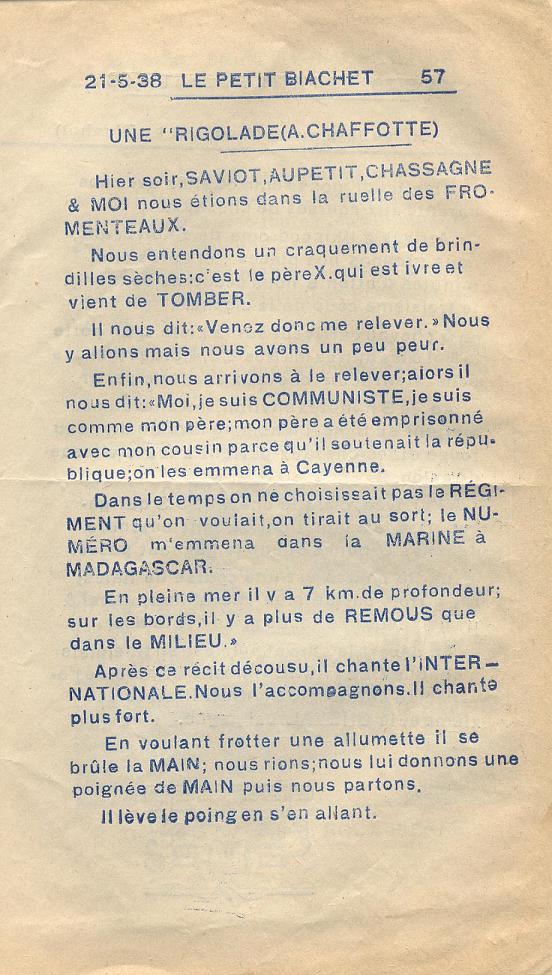 21-5-38 LE PETIT BIACHET 57
UNE "RIGOLADE(A.CHAFFOTTE)
Hier soir,SAVIOT,AUPETIT,CHASSAGNE
& MOI nous étions dans la ruelle des FRO-
MENTEAUX.
Nous entendons un craquement de brin-
dilles sèches:c'est le pèreX.qui est ivre et
vient de TOMBER.
Il nous dit:«Venez donc me relever.»Nous
y allons mais nous avons un peu peur.
Enfin,nous arrivons à le relever;alors il
nous dit:«Moi,je suis COMMUNISTE,je suis
comme mon père;mon père a été emprisonné
avec mon cousin parce qu'il soutenait la répu-
blique;on les emmena à Cayenne.
Dans le temps on ne choisissait pas le RÉGI-
MENT qu'on voulait,on tirait au sort; le NU-
MÉRO m'emmena dans la MARINE à
MADAGASCAR.
En pleine mer il y a 7 km.de profondeur;
sur les bords,il y a plus de REMOUS que
dans le MILIEU.»
Après ce récit décousu,il chante l'INTER-
NATIONALE.Nous l'accompagnons.Il chante
plus fort.
En voulant frotter une allumette il se
brûle la MAIN; nous rions;nous lui donnons une
poignée de MAIN puis nous partons.
Il lève le poing en s'en allant.